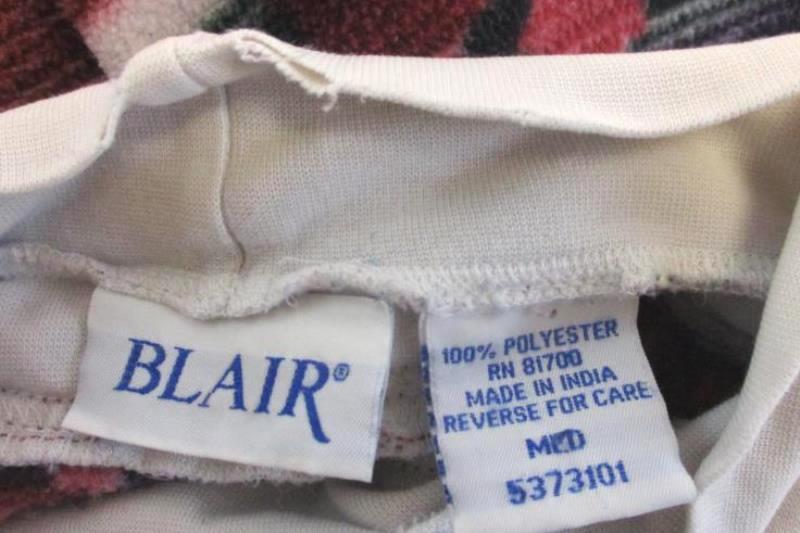 BLAIR®
100% POLYESTER
RN 81700
MADE IN INDIA
REVERSE FOR CARE
MED
5373101